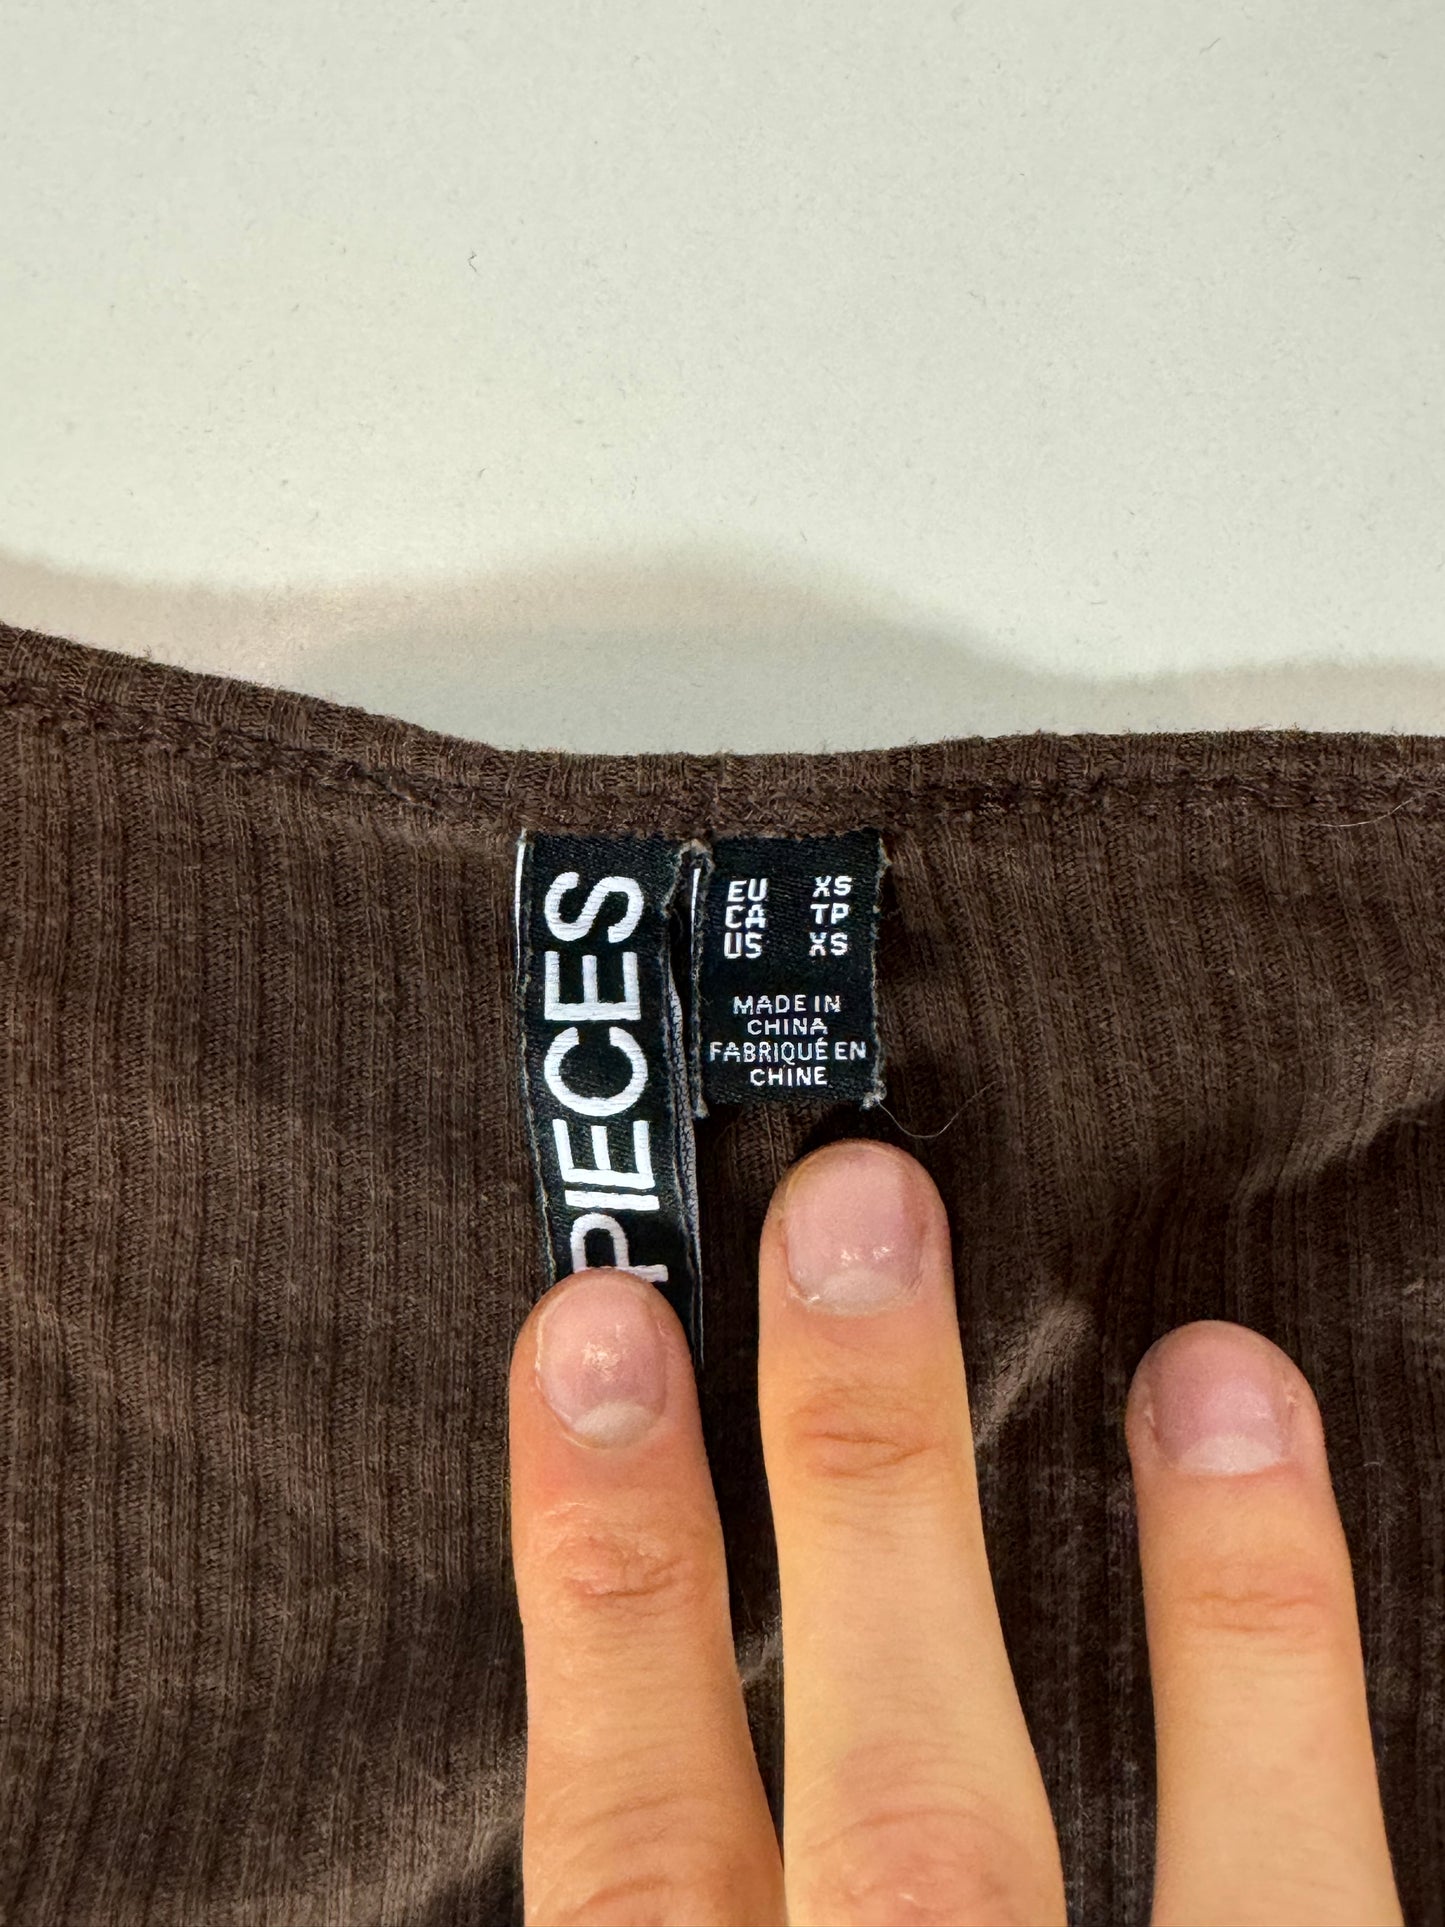 PIECES
EU XS
CA TP
US XS
MADE IN
CHINA
FABRIQUÉ EN
CHINE